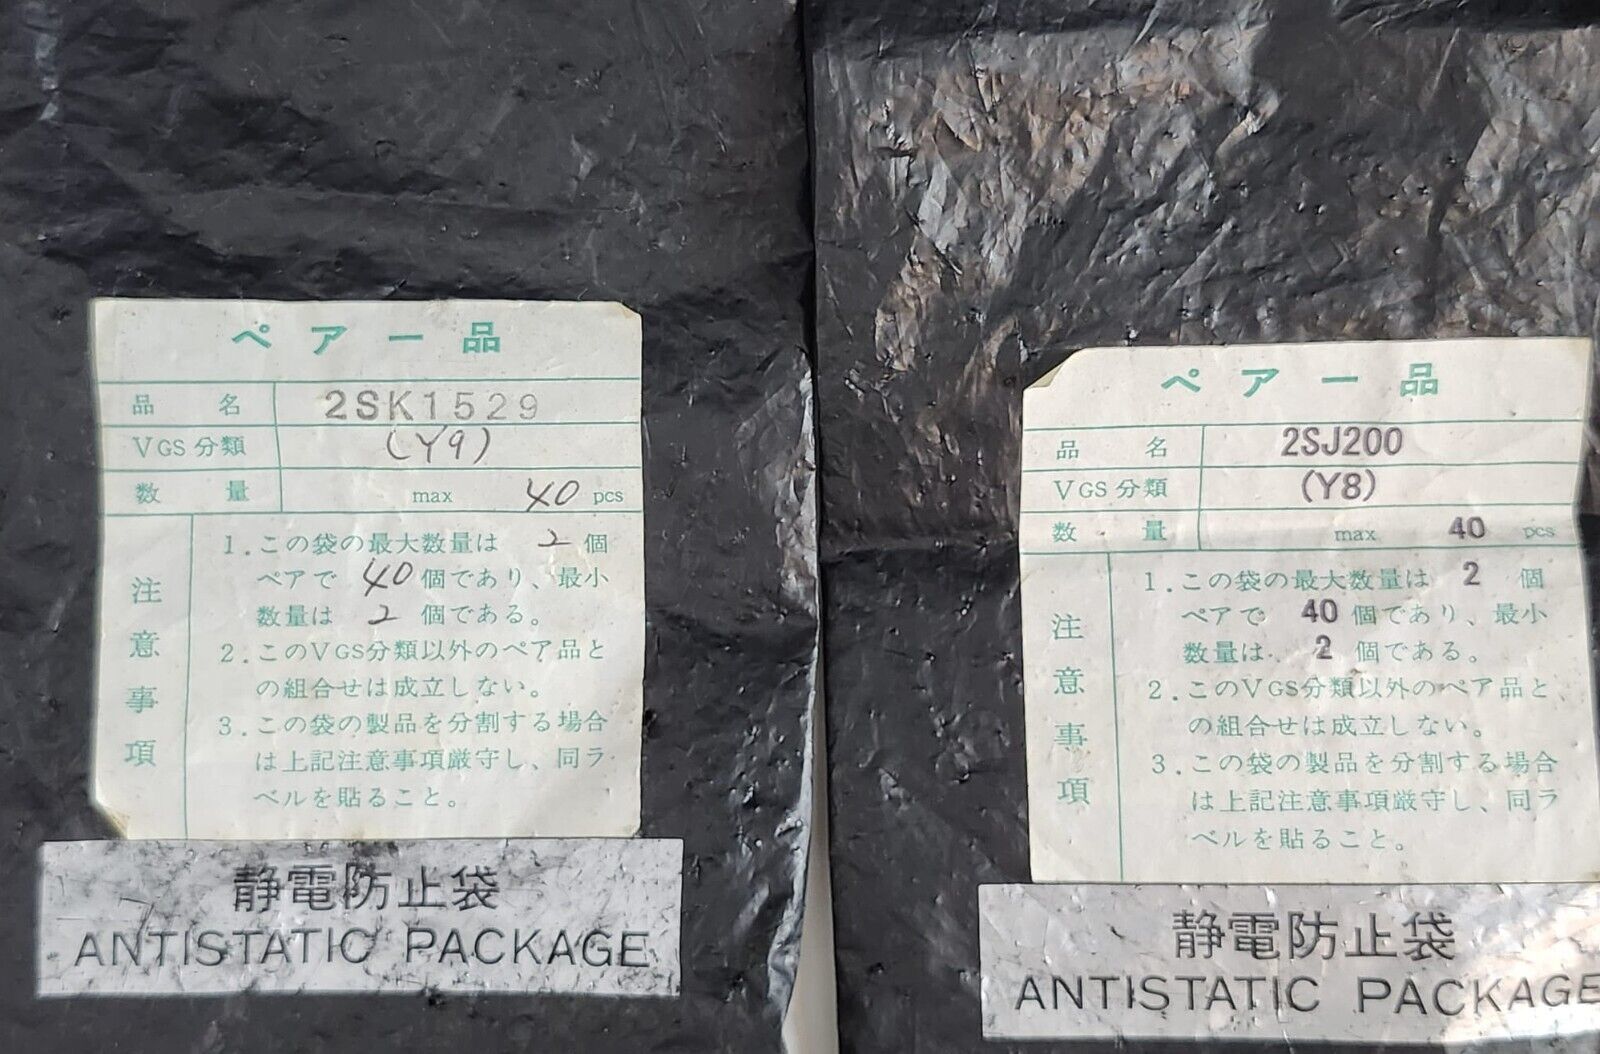 ペアー品
品名 2SK1529
VGS分類 (Y9)
数量 max 40 pcs
注意事項
1.この袋の最大数量は 2 個
ペアで 40 個であり、最小
数量は 2 個である。
2.このVGS分類以外のペア品と
の組合せは成立しない。
3.この袋の製品を分割する場合
は上記注意事項厳守し、同ラ
ベルを貼ること。
静電防止袋
ANTISTATIC PACKAGE
ペアー品
品名 2SJ200
VGS分類 (Y8)
数量 max 40 pcs
注意事項
1.この袋の最大数量は 2 個
ペアで 40 個であり、最小
数量は 2 個である。
2.このVGS分類以外のペア品と
の組合せは成立しない。
3.この袋の製品を分割する場合
は上記注意事項厳守し、同ラ
ベルを貼ること。
静電防止袋
ANTISTATIC PACKAGE